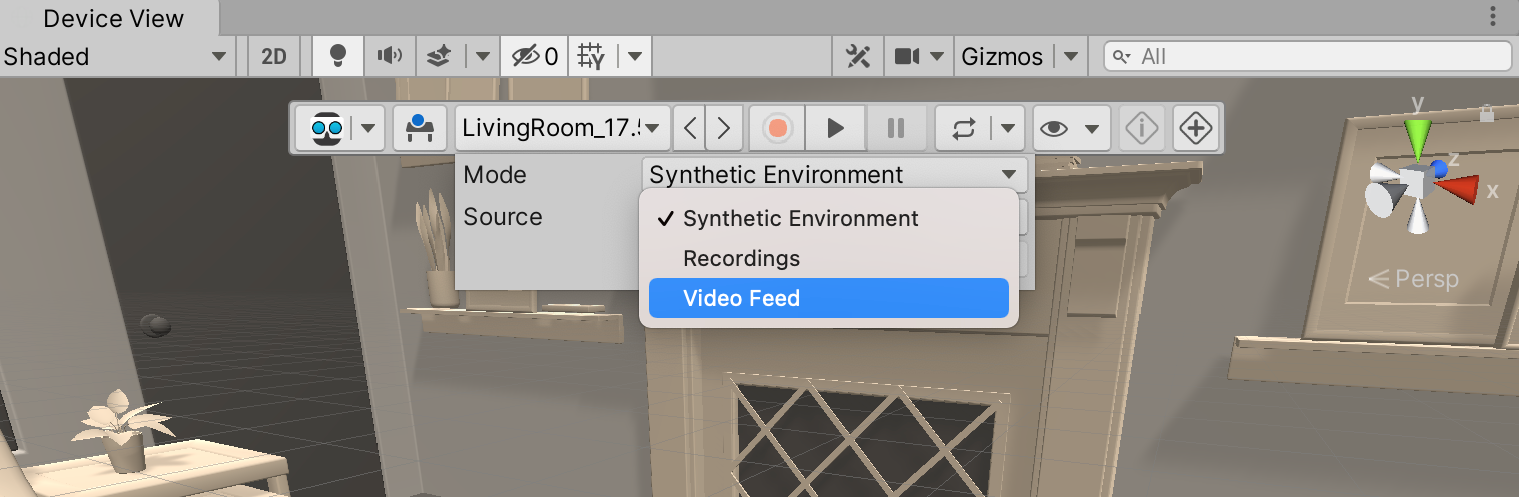 Device View
Shaded
2D
0
Gizmos
All
LivingRoom_17.5
Mode
Synthetic Environment
Source
Synthetic Environment
Recordings
Video Feed
y
z
x
Persp